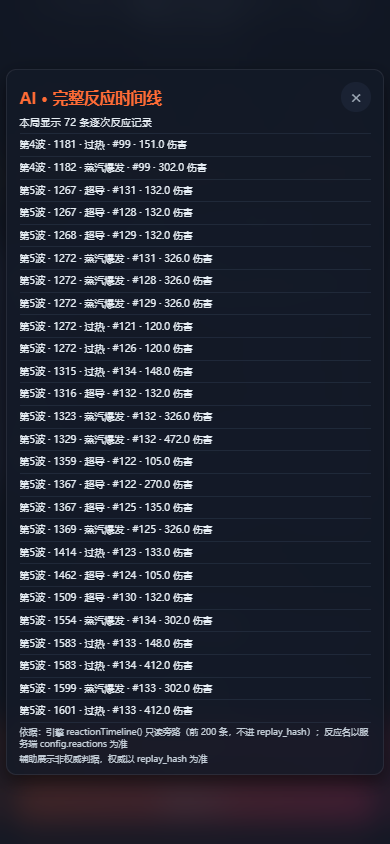 AI • 完整反应时间线
×
本局显示 72 条逐次反应记录
第4波 · 1181 · 过热 · #99 · 151.0 伤害
第4波 · 1182 · 蒸汽爆发 · #99 · 302.0 伤害
第5波 · 1267 · 超导 · #131 · 132.0 伤害
第5波 · 1267 · 超导 · #128 · 132.0 伤害
第5波 · 1268 · 超导 · #129 · 132.0 伤害
第5波 · 1272 · 蒸汽爆发 · #131 · 326.0 伤害
第5波 · 1272 · 蒸汽爆发 · #128 · 326.0 伤害
第5波 · 1272 · 蒸汽爆发 · #129 · 326.0 伤害
第5波 · 1272 · 过热 · #121 · 120.0 伤害
第5波 · 1272 · 过热 · #126 · 120.0 伤害
第5波 · 1315 · 过热 · #134 · 148.0 伤害
第5波 · 1316 · 超导 · #132 · 132.0 伤害
第5波 · 1323 · 蒸汽爆发 · #132 · 326.0 伤害
第5波 · 1329 · 蒸汽爆发 · #132 · 472.0 伤害
第5波 · 1359 · 超导 · #122 · 105.0 伤害
第5波 · 1367 · 超导 · #122 · 270.0 伤害
第5波 · 1367 · 超导 · #125 · 135.0 伤害
第5波 · 1369 · 蒸汽爆发 · #125 · 326.0 伤害
第5波 · 1414 · 过热 · #123 · 133.0 伤害
第5波 · 1462 · 超导 · #124 · 105.0 伤害
第5波 · 1509 · 超导 · #130 · 132.0 伤害
第5波 · 1554 · 蒸汽爆发 · #134 · 302.0 伤害
第5波 · 1583 · 过热 · #133 · 148.0 伤害
第5波 · 1583 · 过热 · #134 · 412.0 伤害
第5波 · 1599 · 蒸汽爆发 · #133 · 302.0 伤害
第5波 · 1601 · 过热 · #133 · 412.0 伤害
依据：引擎 reactionTimeline() 只读旁路（前 200 条，不进 replay_hash）；反应名以服
务端 config.reactions 为准
辅助展示非权威判据，权威以 replay_hash 为准